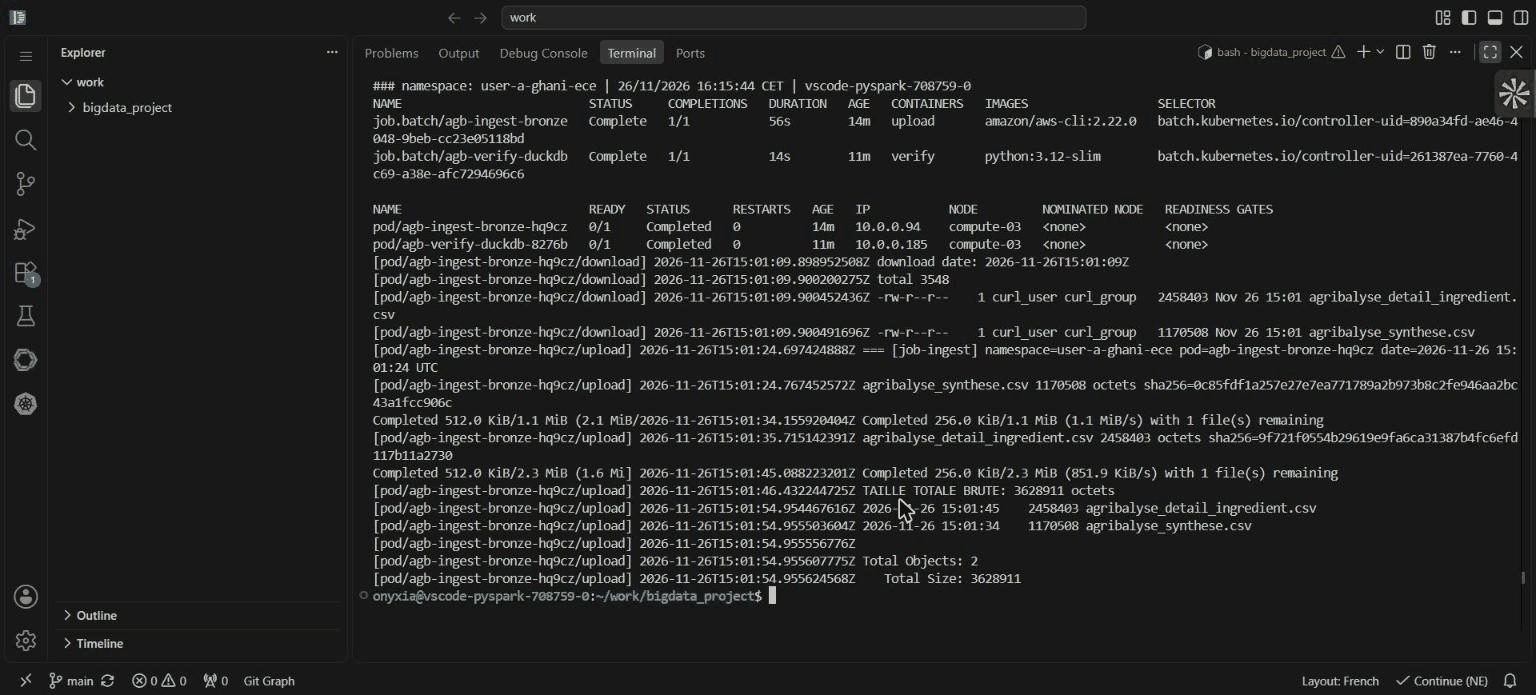 work
Explorer
work
bigdata_project
1
Outline
Timeline
Problems Output Debug Console Terminal Ports
bash - bigdata_project
### namespace: user-a-ghani-ece | 26/11/2026 16:15:44 CET | vscode-pyspark-708759-0
NAME STATUS COMPLETIONS DURATION AGE CONTAINERS IMAGES SELECTOR
job.batch/agb-ingest-bronze Complete 1/1 56s 14m upload amazon/aws-cli:2.22.0 batch.kubernetes.io/controller-uid=890a34fd-ae46-4
048-9beb-cc23e05118bd
job.batch/agb-verify-duckdb Complete 1/1 14s 11m verify python:3.12-slim batch.kubernetes.io/controller-uid=261387ea-7760-4
c69-a38e-afc7294696c6
NAME READY STATUS RESTARTS AGE IP NODE NOMINATED NODE READINESS GATES
pod/agb-ingest-bronze-hq9cz 0/1 Completed 0 14m 10.0.0.94 compute-03 <none> <none>
pod/agb-verify-duckdb-8276b 0/1 Completed 0 11m 10.0.0.185 compute-03 <none> <none>
[pod/agb-ingest-bronze-hq9cz/download] 2026-11-26T15:01:09.898952508Z download date: 2026-11-26T15:01:09Z
[pod/agb-ingest-bronze-hq9cz/download] 2026-11-26T15:01:09.900200275Z total 3548
[pod/agb-ingest-bronze-hq9cz/download] 2026-11-26T15:01:09.900452436Z -rw-r--r-- 1 curl_user curl_group 2458403 Nov 26 15:01 agribalyse_detail_ingredient.
csv
[pod/agb-ingest-bronze-hq9cz/download] 2026-11-26T15:01:09.900491696Z -rw-r--r-- 1 curl_user curl_group 1170508 Nov 26 15:01 agribalyse_synthese.csv
[pod/agb-ingest-bronze-hq9cz/upload] 2026-11-26T15:01:24.697424888Z === [job-ingest] namespace=user-a-ghani-ece pod=agb-ingest-bronze-hq9cz date=2026-11-26 15:
01:24 UTC
[pod/agb-ingest-bronze-hq9cz/upload] 2026-11-26T15:01:24.767452572Z agribalyse_synthese.csv 1170508 octets sha256=0c85fdf1a257e27e7ea771789a2b973b8c2fe946aa2bc
43a1fcc906c
Completed 512.0 KiB/1.1 MiB (2.1 MiB/2026-11-26T15:01:34.155920404Z Completed 256.0 KiB/1.1 MiB (1.1 MiB/s) with 1 file(s) remaining
[pod/agb-ingest-bronze-hq9cz/upload] 2026-11-26T15:01:35.715142391Z agribalyse_detail_ingredient.csv 2458403 octets sha256=9f721f0554b29619e9fa6ca31387b4fc6efd
117b11a2730
Completed 512.0 KiB/2.3 MiB (1.6 Mi] 2026-11-26T15:01:45.088223201Z Completed 256.0 KiB/2.3 MiB (851.9 KiB/s) with 1 file(s) remaining
[pod/agb-ingest-bronze-hq9cz/upload] 2026-11-26T15:01:46.432244725Z TAILLE TOTALE BRUTE: 3628911 octets
[pod/agb-ingest-bronze-hq9cz/upload] 2026-11-26T15:01:54.954467616Z 2026-11-26 15:01:45 2458403 agribalyse_detail_ingredient.csv
[pod/agb-ingest-bronze-hq9cz/upload] 2026-11-26T15:01:54.955503604Z 2026-11-26 15:01:34 1170508 agribalyse_synthese.csv
[pod/agb-ingest-bronze-hq9cz/upload] 2026-11-26T15:01:54.955556776Z
[pod/agb-ingest-bronze-hq9cz/upload] 2026-11-26T15:01:54.955607775Z Total Objects: 2
[pod/agb-ingest-bronze-hq9cz/upload] 2026-11-26T15:01:54.955624568Z Total Size: 3628911
onyxia@vscode-pyspark-708759-0:~/work/bigdata_project$
main 0 0 0 Git Graph Layout: French Continue (NE)